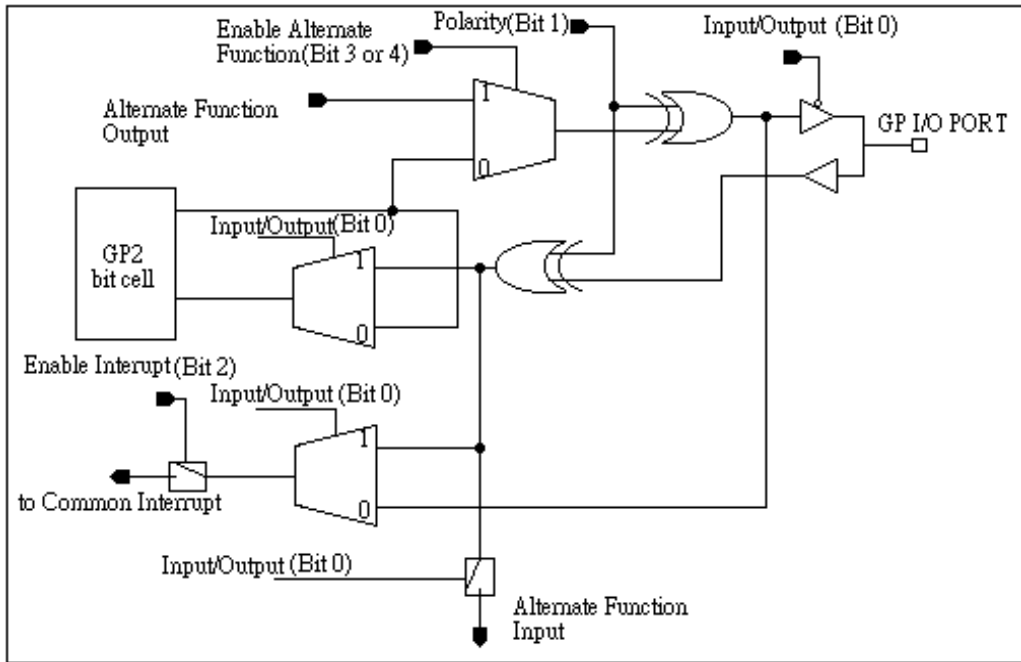 Polarity(Bit 1)
Input/Output (Bit 0)
Enable Alternate
Function(Bit 3 or 4)
Alternate Function
Output
1
0
GP I/O PORT
Input/Output(Bit 0)
GP2
bit cell
1
0
Enable Interupt(Bit 2)
Input/Output (Bit 0)
1
0
to Common Interrupt
Input/Output (Bit 0)
Alternate Function
Input